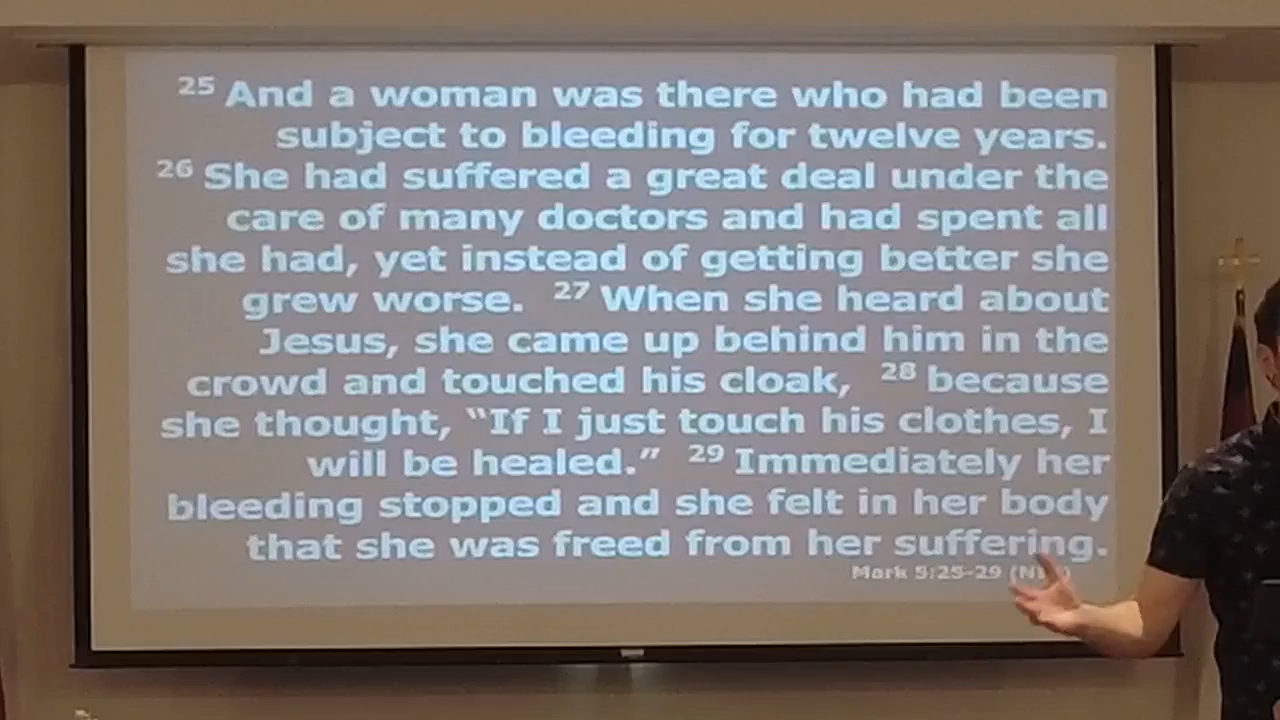 25 And a woman was there who had been
subject to bleeding for twelve years.
26 She had suffered a great deal under the
care of many doctors and had spent all
she had, yet instead of getting better she
grew worse. 27 When she heard about
Jesus, she came up behind him in the
crowd and touched his cloak, 28 because
she thought, “If I just touch his clothes, I
will be healed.” 29 Immediately her
bleeding stopped and she felt in her body
that she was freed from her suffering.
Mark 5:25-29